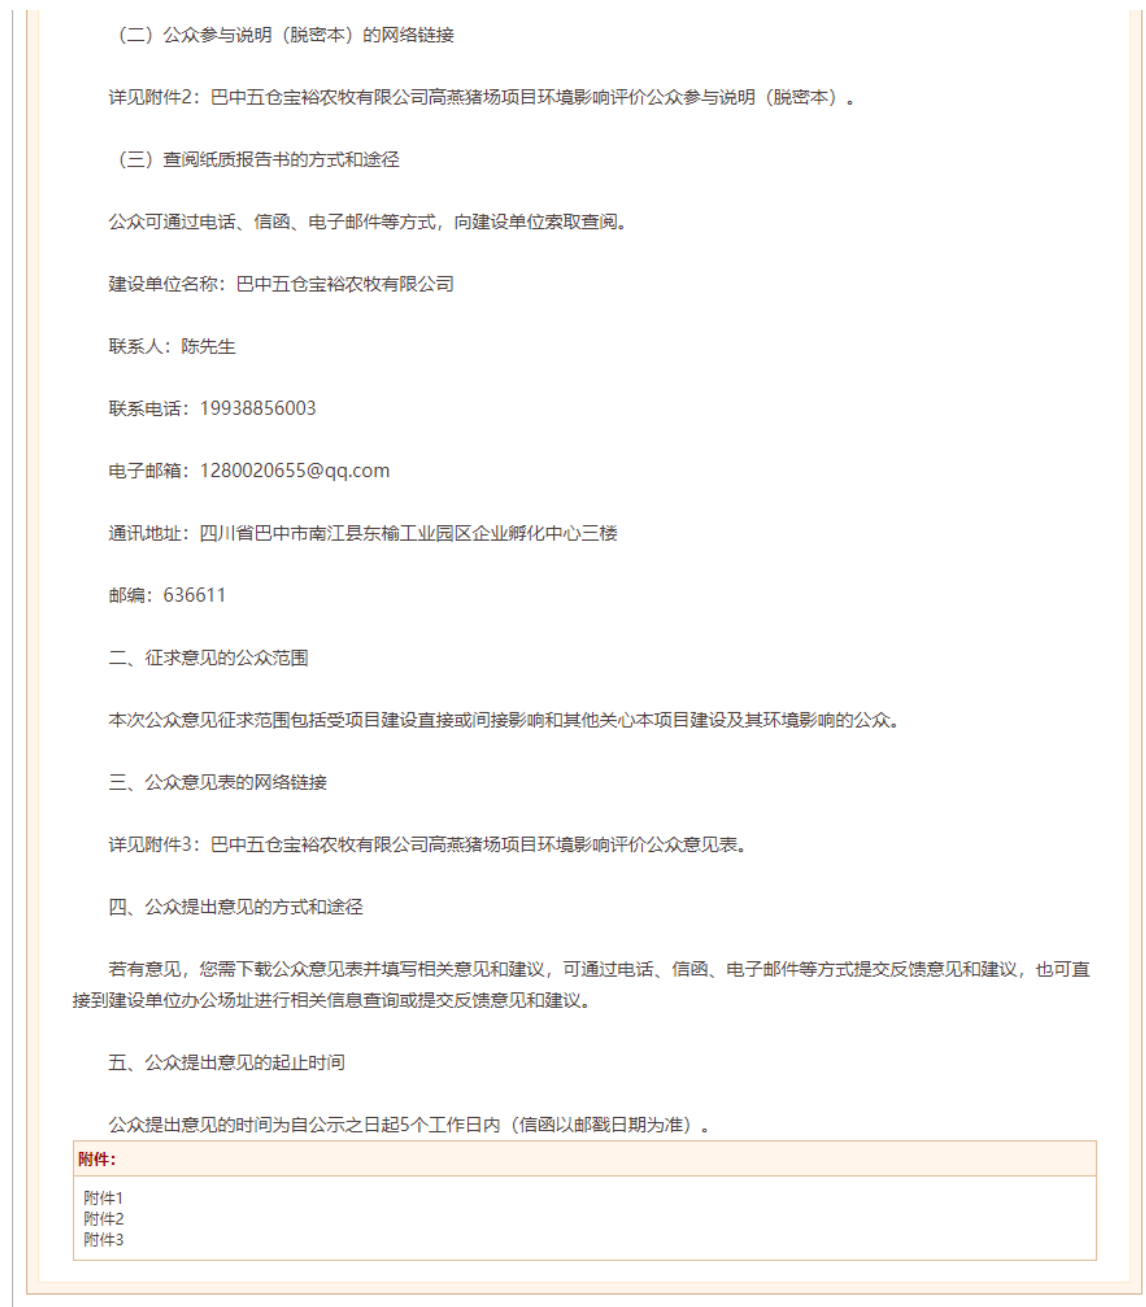 （二）公众参与说明（脱密本）的网络链接
详见附件2：巴中五仓宝裕农牧有限公司高燕猪场项目环境影响评价公众参与说明（脱密本）。
（三）查阅纸质报告书的方式和途径
公众可通过电话、信函、电子邮件等方式，向建设单位索取查阅。
建设单位名称：巴中五仓宝裕农牧有限公司
联系人：陈先生
联系电话：19938856003
电子邮箱：1280020655@qq.com
通讯地址：四川省巴中市南江县东榆工业园区企业孵化中心三楼
邮编：636611
二、征求意见的公众范围
本次公众意见征求范围包括受项目建设直接或间接影响和其他关心本项目建设及其环境影响的公众。
三、公众意见表的网络链接
详见附件3：巴中五仓宝裕农牧有限公司高燕猪场项目环境影响评价公众意见表。
四、公众提出意见的方式和途径
若有意见，您需下载公众意见表并填写相关意见和建议，可通过电话、信函、电子邮件等方式提交反馈意见和建议，也可直
接到建设单位办公场址进行相关信息查询或提交反馈意见和建议。
五、公众提出意见的起止时间
公众提出意见的时间为自公示之日起5个工作日内（信函以邮戳日期为准）。
附件：
附件1
附件2
附件3